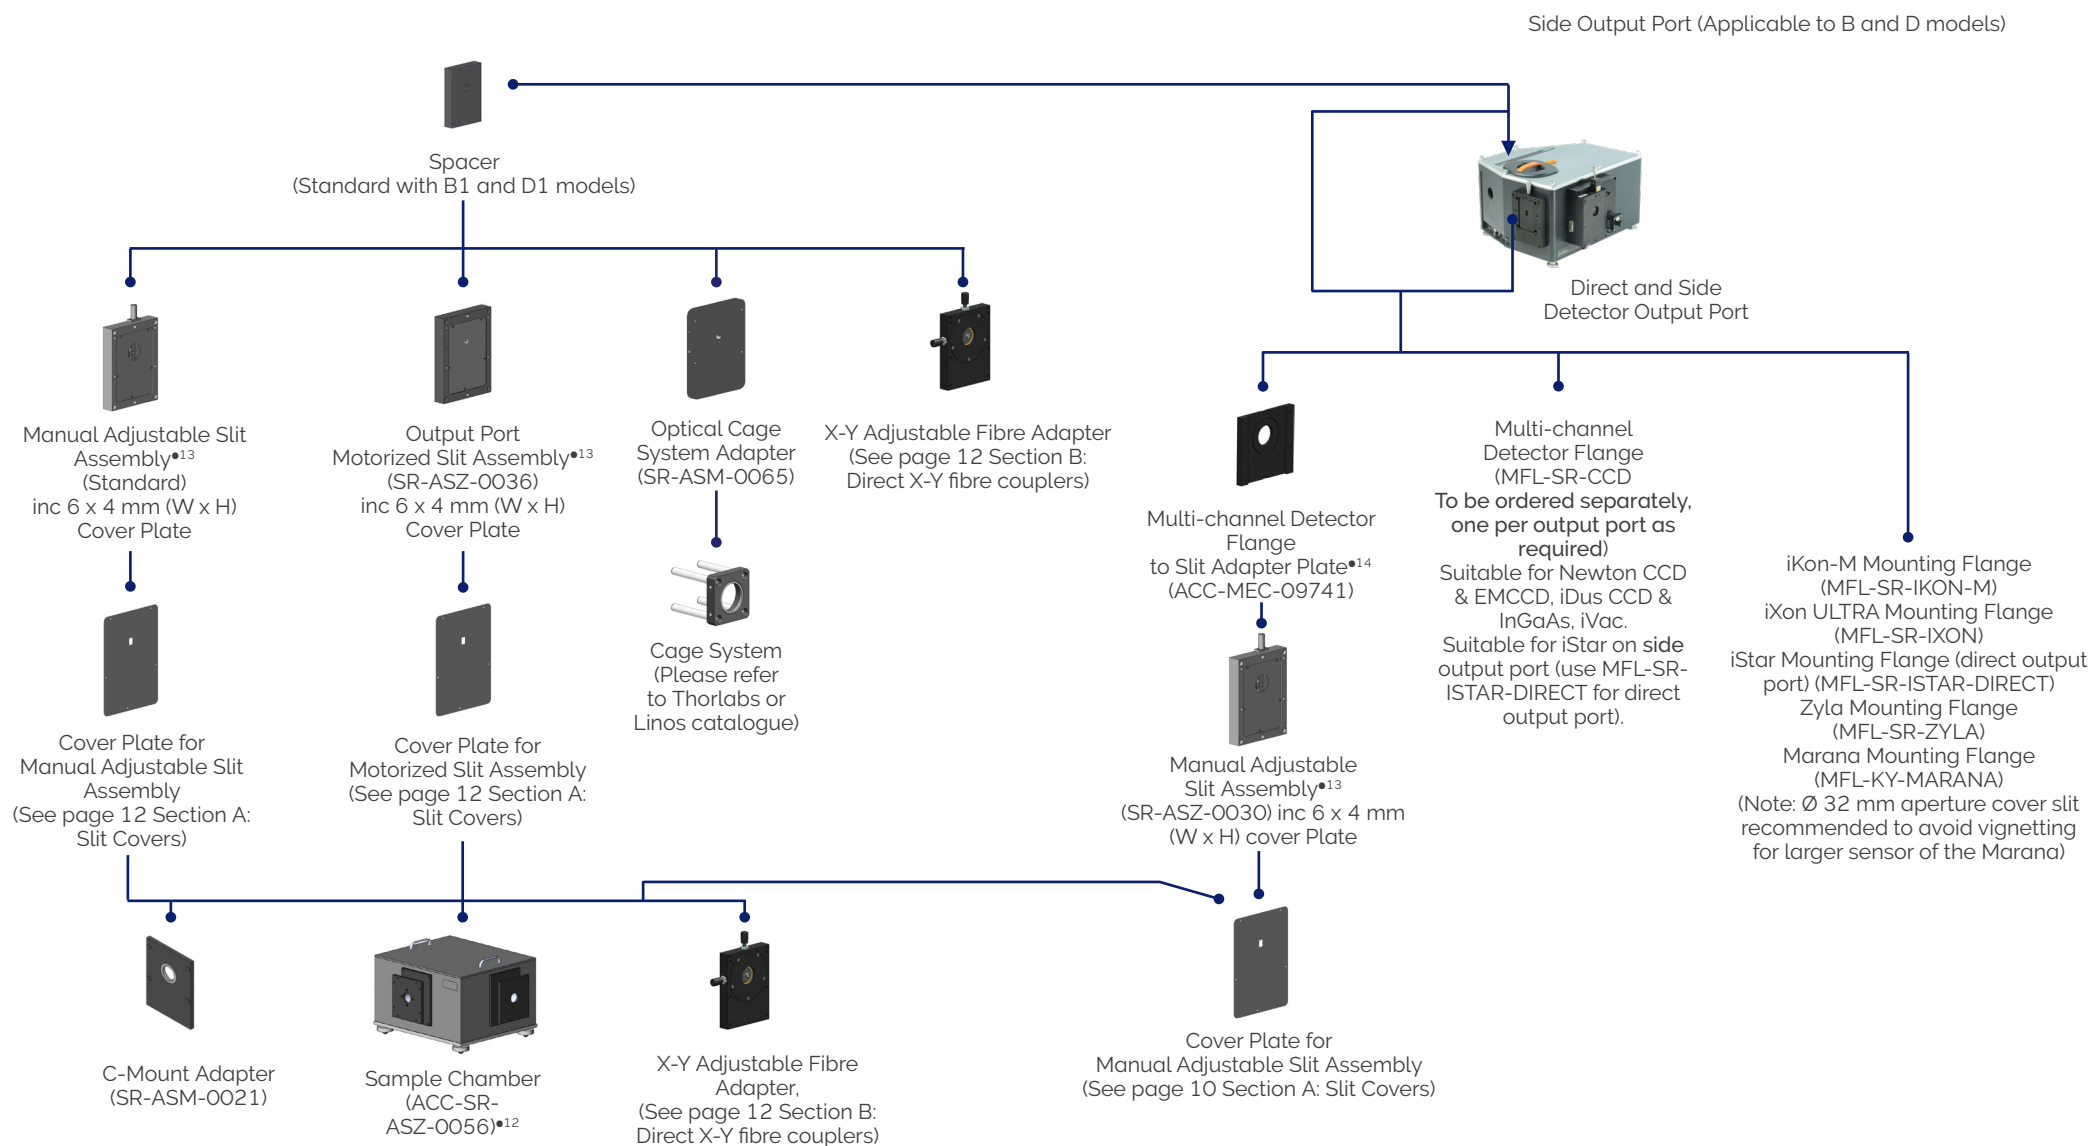 Side Output Port (Applicable to B and D models)
Spacer
(Standard with B1 and D1 models)
Direct and Side
Detector Output Port
Manual Adjustable Slit
Assembly●13
(Standard)
inc 6 x 4 mm (W x H)
Cover Plate
Output Port
Motorized Slit Assembly●13
(SR-ASZ-0036)
inc 6 x 4 mm (W x H)
Cover Plate
Optical Cage
System Adapter
(SR-ASM-0065)
X-Y Adjustable Fibre Adapter
(See page 12 Section B:
Direct X-Y fibre couplers)
Multi-channel Detector
Flange
to Slit Adapter Plate●14
(ACC-MEC-09741)
Multi-channel
Detector Flange
(MFL-SR-CCD
To be ordered separately,
one per output port as
required)
Suitable for Newton CCD
& EMCCD, iDus CCD &
InGaAs, iVac.
Suitable for iStar on side
output port (use MFL-SR-
ISTAR-DIRECT for direct
output port).
iKon-M Mounting Flange
(MFL-SR-IKON-M)
iXon ULTRA Mounting Flange
(MFL-SR-IXON)
iStar Mounting Flange (direct output
port) (MFL-SR-ISTAR-DIRECT)
Zyla Mounting Flange
(MFL-SR-ZYLA)
Marana Mounting Flange
(MFL-KY-MARANA)
(Note: Ø 32 mm aperture cover slit
recommended to avoid vignetting
for larger sensor of the Marana)
Cage System
(Please refer
to Thorlabs or
Linos catalogue)
Cover Plate for
Manual Adjustable Slit
Assembly
(See page 12 Section A:
Slit Covers)
Cover Plate for
Motorized Slit Assembly
(See page 12 Section A:
Slit Covers)
Manual Adjustable
Slit Assembly●13
(SR-ASZ-0030) inc 6 x 4 mm
(W x H) cover Plate
C-Mount Adapter
(SR-ASM-0021)
Sample Chamber
(ACC-SR-
ASZ-0056)●12
X-Y Adjustable Fibre
Adapter,
(See page 12 Section B:
Direct X-Y fibre couplers)
Cover Plate for
Manual Adjustable Slit Assembly
(See page 10 Section A: Slit Covers)